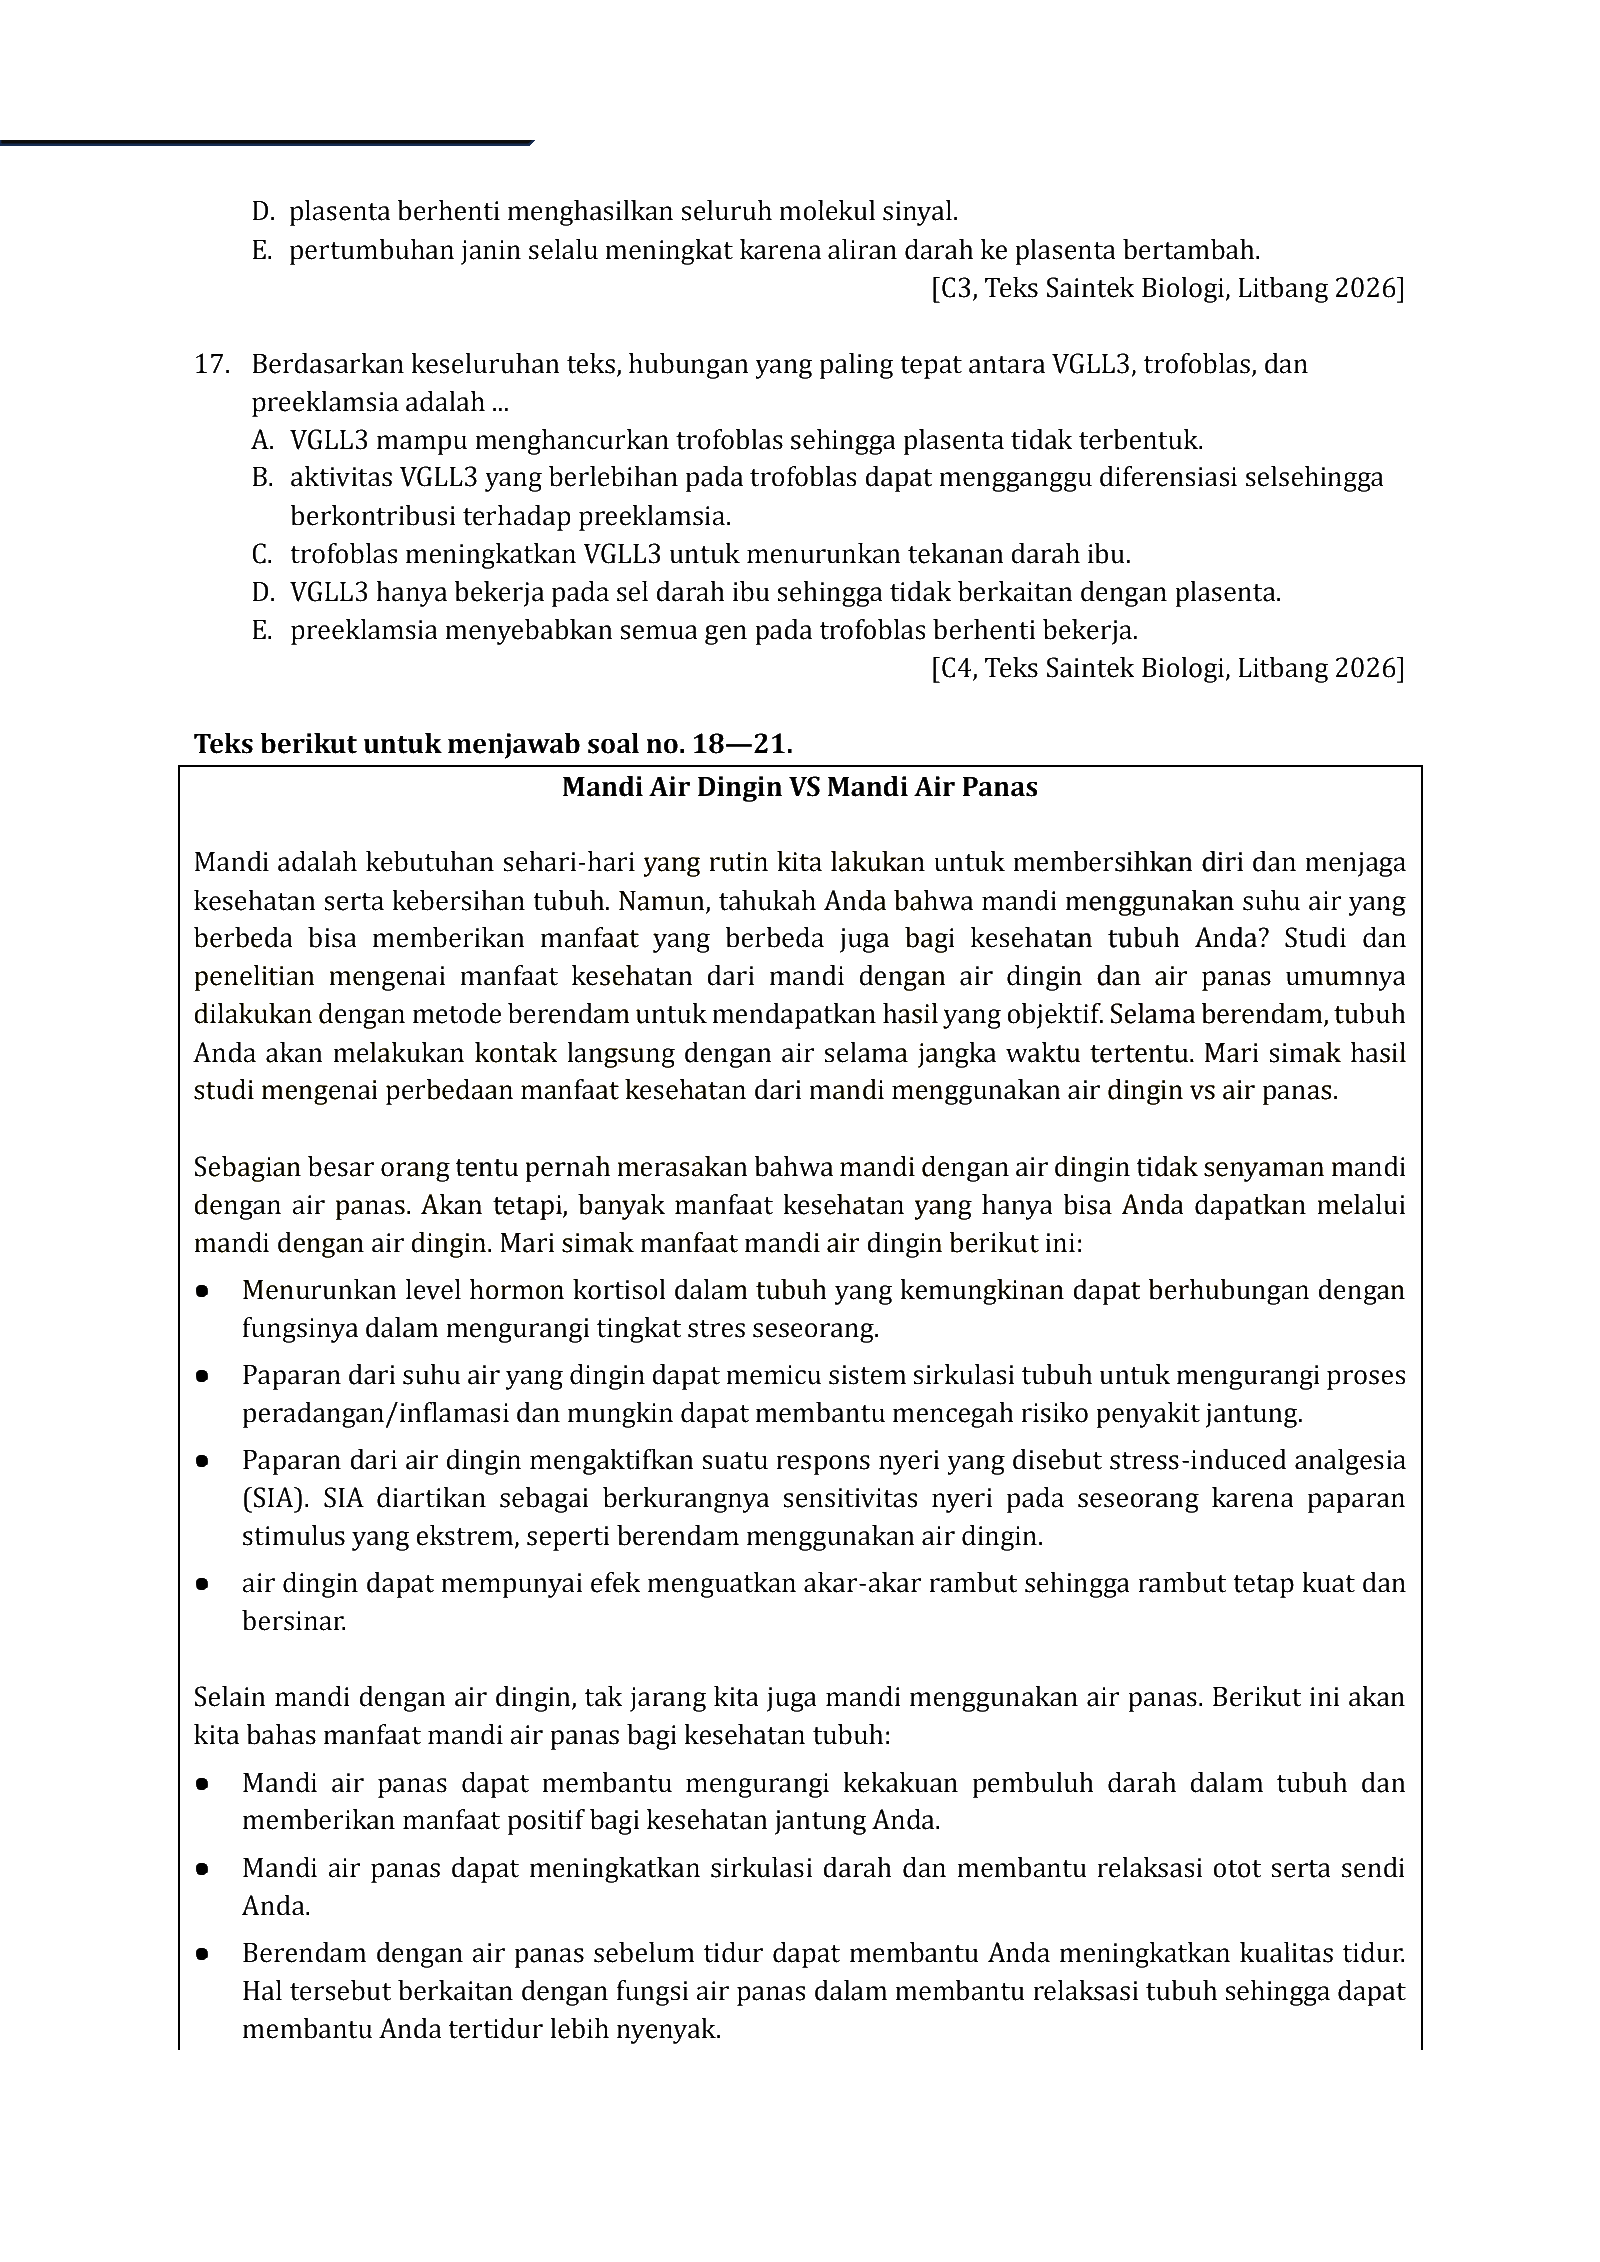 D. plasenta berhenti menghasilkan seluruh molekul sinyal.
E. pertumbuhan janin selalu meningkat karena aliran darah ke plasenta bertambah.
[C3, Teks Saintek Biologi, Litbang 2026]
17. Berdasarkan keseluruhan teks, hubungan yang paling tepat antara VGLL3, trofoblas, dan
preeklamsia adalah ...
A. VGLL3 mampu menghancurkan trofoblas sehingga plasenta tidak terbentuk.
B. aktivitas VGLL3 yang berlebihan pada trofoblas dapat mengganggu diferensiasi selsehingga
berkontribusi terhadap preeklamsia.
C. trofoblas meningkatkan VGLL3 untuk menurunkan tekanan darah ibu.
D. VGLL3 hanya bekerja pada sel darah ibu sehingga tidak berkaitan dengan plasenta.
E. preeklamsia menyebabkan semua gen pada trofoblas berhenti bekerja.
[C4, Teks Saintek Biologi, Litbang 2026]
Teks berikut untuk menjawab soal no. 18—21.
Mandi Air Dingin VS Mandi Air Panas
Mandi adalah kebutuhan sehari-hari yang rutin kita lakukan untuk membersihkan diri dan menjaga
kesehatan serta kebersihan tubuh. Namun, tahukah Anda bahwa mandi menggunakan suhu air yang
berbeda bisa memberikan manfaat yang berbeda juga bagi kesehatan tubuh Anda? Studi dan
penelitian mengenai manfaat kesehatan dari mandi dengan air dingin dan air panas umumnya
dilakukan dengan metode berendam untuk mendapatkan hasil yang objektif. Selama berendam, tubuh
Anda akan melakukan kontak langsung dengan air selama jangka waktu tertentu. Mari simak hasil
studi mengenai perbedaan manfaat kesehatan dari mandi menggunakan air dingin vs air panas.
Sebagian besar orang tentu pernah merasakan bahwa mandi dengan air dingin tidak senyaman mandi
dengan air panas. Akan tetapi, banyak manfaat kesehatan yang hanya bisa Anda dapatkan melalui
mandi dengan air dingin. Mari simak manfaat mandi air dingin berikut ini:
● Menurunkan level hormon kortisol dalam tubuh yang kemungkinan dapat berhubungan dengan
fungsinya dalam mengurangi tingkat stres seseorang.
● Paparan dari suhu air yang dingin dapat memicu sistem sirkulasi tubuh untuk mengurangi proses
peradangan/inflamasi dan mungkin dapat membantu mencegah risiko penyakit jantung.
● Paparan dari air dingin mengaktifkan suatu respons nyeri yang disebut stress-induced analgesia
(SIA). SIA diartikan sebagai berkurangnya sensitivitas nyeri pada seseorang karena paparan
stimulus yang ekstrem, seperti berendam menggunakan air dingin.
● air dingin dapat mempunyai efek menguatkan akar-akar rambut sehingga rambut tetap kuat dan
bersinar.
Selain mandi dengan air dingin, tak jarang kita juga mandi menggunakan air panas. Berikut ini akan
kita bahas manfaat mandi air panas bagi kesehatan tubuh:
● Mandi air panas dapat membantu mengurangi kekakuan pembuluh darah dalam tubuh dan
memberikan manfaat positif bagi kesehatan jantung Anda.
● Mandi air panas dapat meningkatkan sirkulasi darah dan membantu relaksasi otot serta sendi
Anda.
● Berendam dengan air panas sebelum tidur dapat membantu Anda meningkatkan kualitas tidur.
Hal tersebut berkaitan dengan fungsi air panas dalam membantu relaksasi tubuh sehingga dapat
membantu Anda tertidur lebih nyenyak.